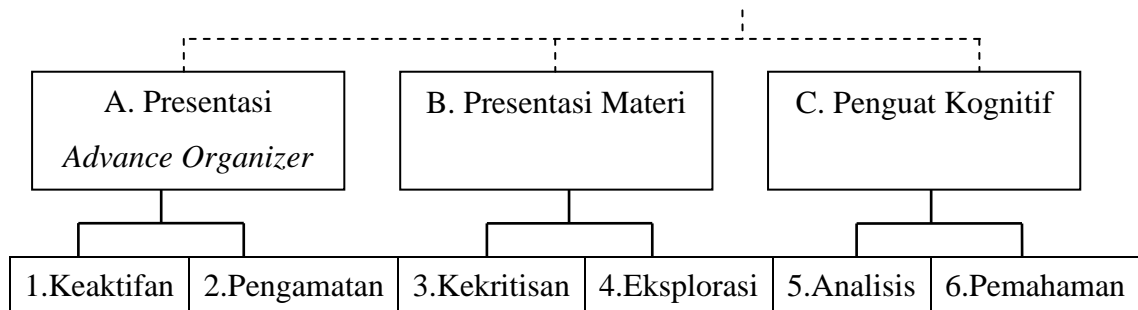 A. Presentasi
Advance Organizer
B. Presentasi Materi
C. Penguat Kognitif
1.Keaktifan
2.Pengamatan
3.Kekritisan
4.Eksplorasi
5.Analisis
6.Pemahaman